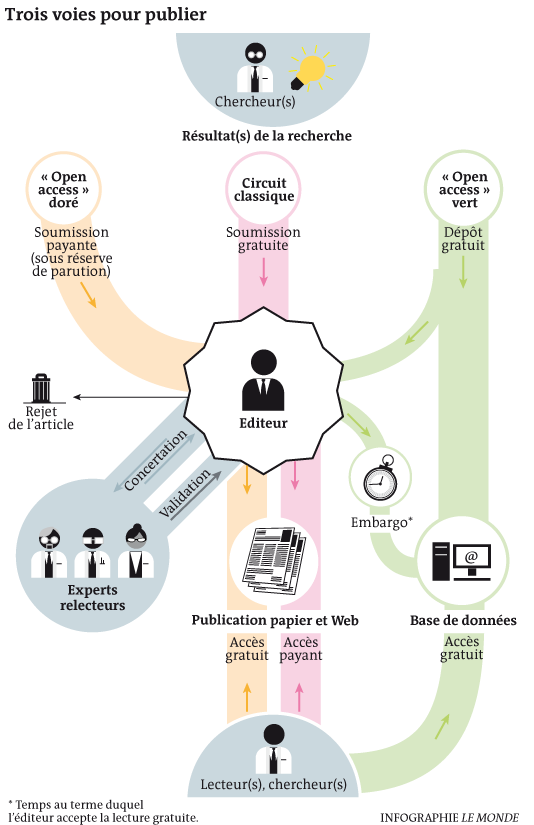 Trois voies pour publier
Chercheur(s)
Résultat(s) de la recherche
« Open
access »
doré
Circuit
classique
« Open
access »
vert
Soumission
payante
(sous réserve
de parution)
Soumission
gratuite
Dépôt
gratuit
Editeur
Rejet
de l'article
Concertation
Validation
Embargo*
@
Experts
relecteurs
Publication papier et Web
Base de données
Accès
gratuit
Accès
payant
Accès
gratuit
Lecteur(s), chercheur(s)
* Temps au terme duquel
l'éditeur accepte la lecture gratuite.
INFOGRAPHIE LE MONDE